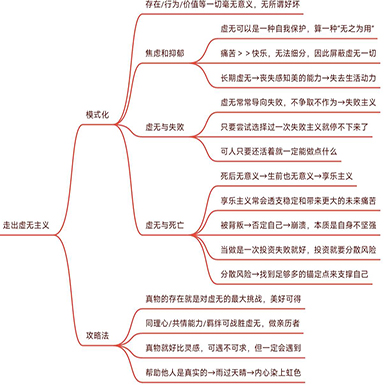 存在/行为/价值等一切毫无意义，无所谓好坏
虚无可以是一种自我保护，算一种“无之为用”
焦虑和抑郁
痛苦＞＞快乐，无法细分，因此屏蔽虚无一切
长期虚无→丧失感知美的能力→失去生活动力
模式化
虚无常常导向失败，不争取不作为→失败主义
虚无与失败
只要尝试选择过一次失败主义就停不下来了
可人只要还活着就一定能做点什么
死后无意义→生前也无意义→享乐主义
享乐主义常会透支稳定和带来更大的未来痛苦
走出虚无主义
虚无与死亡
被背叛→否定自己→崩溃，本质是自身不坚强
当做是一次投资失败就好，投资就要分散风险
分散风险→找到足够多的锚定点来支撑自己
真物的存在就是对虚无的最大挑战，美好可得
同理心/共情能力/羁绊可战胜虚无，做亲历者
攻略法
真物就好比灵感，可遇不可求，但一定会遇到
帮助他人是真实的→雨过天晴→内心染上虹色